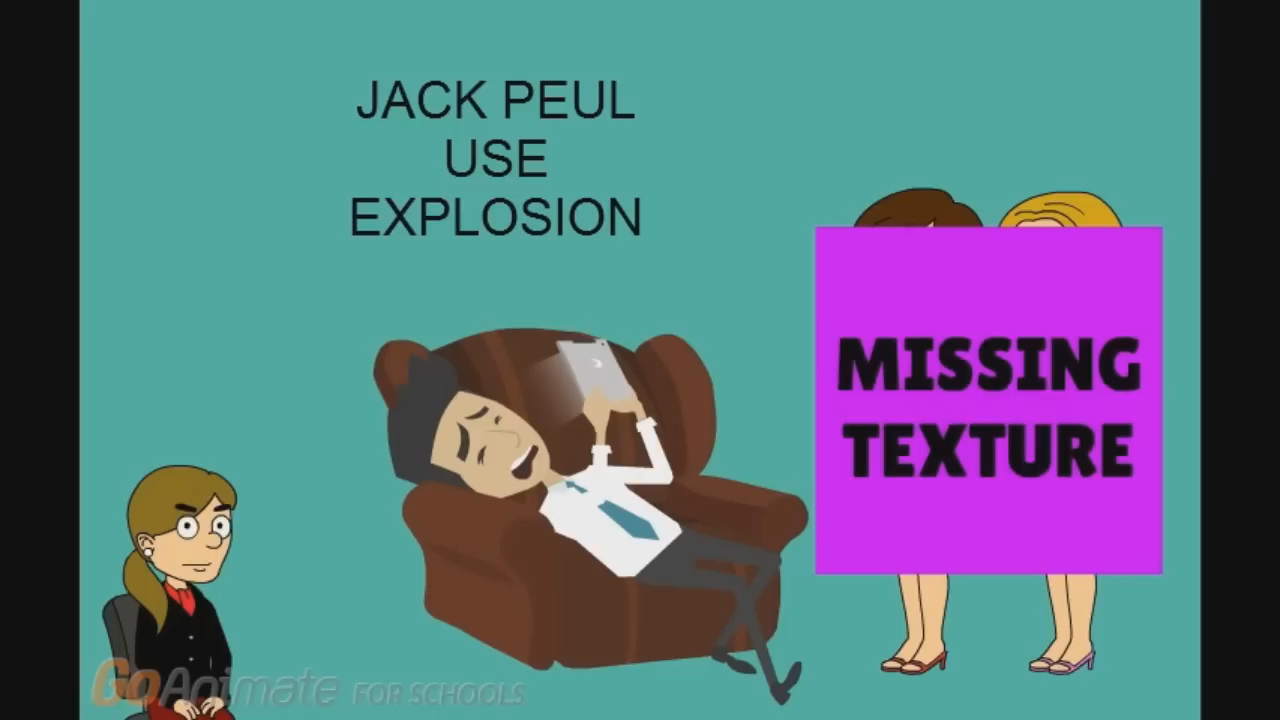 JACK PEUL
USE
EXPLOSION
MISSING
TEXTURE
GoAnimate FOR SCHOOLS